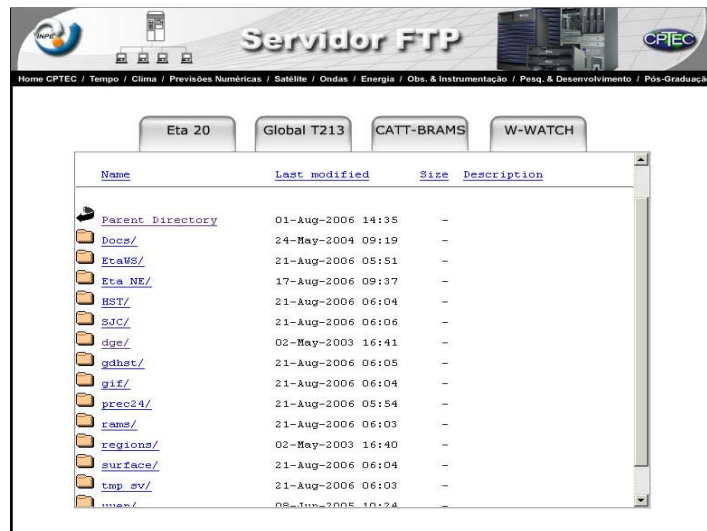 INPE
Servidor FTP
CPTEC
Home CPTEC / Tempo / Clima / Previsões Numéricas / Satélite / Ondas / Energia / Obs. & Instrumentação / Pesq. & Desenvolvimento / Pós-Graduaçã
Eta 20 Global T213 CATT-BRAMS W-WATCH
Name Last modified Size Description
Parent Directory 01-Aug-2006 14:35 -
Docs/ 24-May-2004 09:19 -
EtaWS/ 21-Aug-2006 05:51 -
Eta NE/ 17-Aug-2006 09:37 -
HST/ 21-Aug-2006 06:04 -
SJC/ 21-Aug-2006 06:06 -
dge/ 02-May-2003 16:41 -
gdhst/ 21-Aug-2006 06:05 -
gif/ 21-Aug-2006 06:04 -
prec24/ 21-Aug-2006 05:54 -
rams/ 21-Aug-2006 06:03 -
regions/ 02-May-2003 16:40 -
surface/ 21-Aug-2006 06:04 -
tmp sv/ 21-Aug-2006 06:03 -
08-Jun-2005 10:24 -